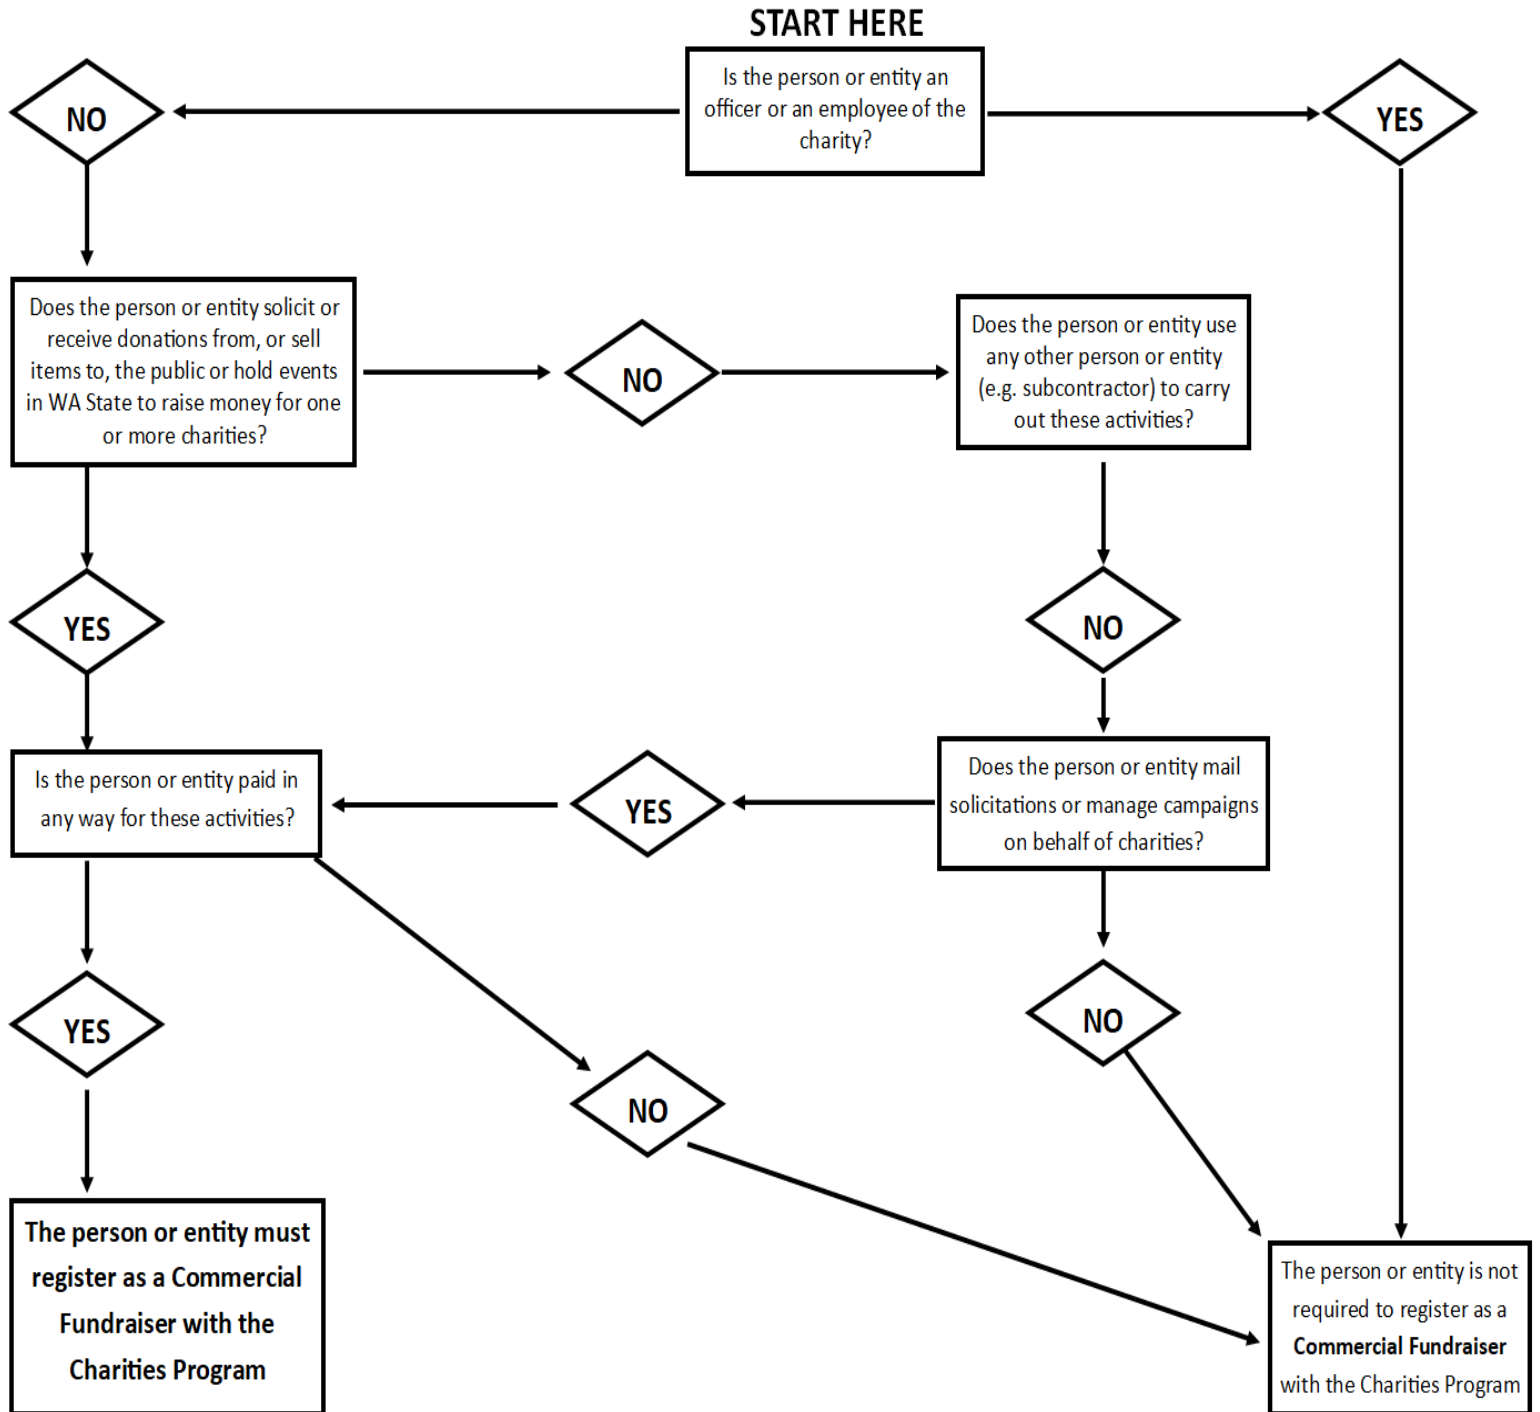 START HERE
Is the person or entity an
officer or an employee of the
charity?
NO
YES
Does the person or entity solicit or
receive donations from, or sell
items to, the public or hold events
in WA State to raise money for one
or more charities?
NO
Does the person or entity use
any other person or entity
(e.g. subcontractor) to carry
out these activities?
YES
NO
Is the person or entity paid in
any way for these activities?
YES
Does the person or entity mail
solicitations or manage campaigns
on behalf of charities?
YES
NO
NO
The person or entity must
register as a Commercial
Fundraiser with the
Charities Program
The person or entity is not
required to register as a
Commercial Fundraiser
with the Charities Program